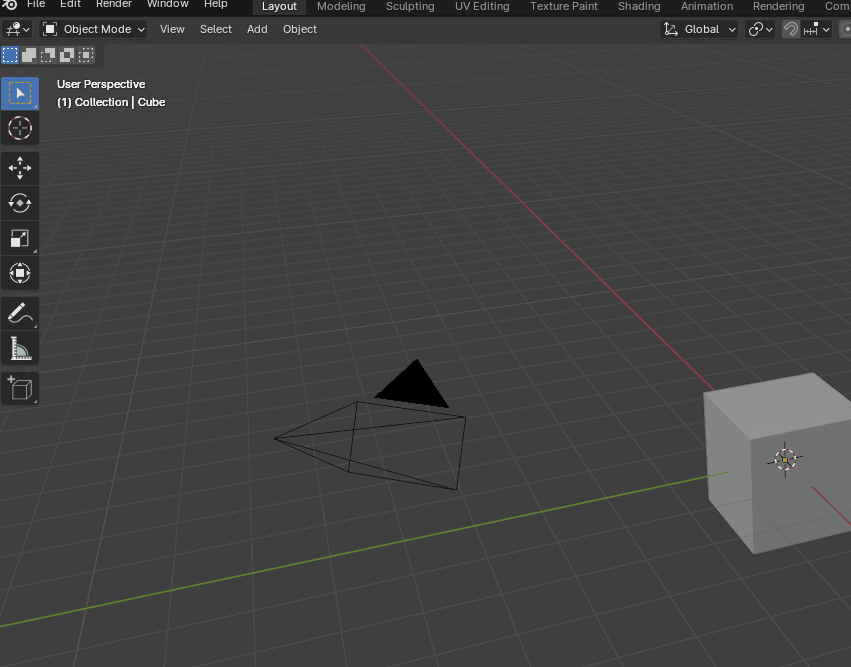 File Edit Render Window Help Layout Modeling Sculpting UV Editing Texture Paint Shading Animation Rendering
Object Mode View Select Add Object Global
User Perspective
(1) Collection | Cube